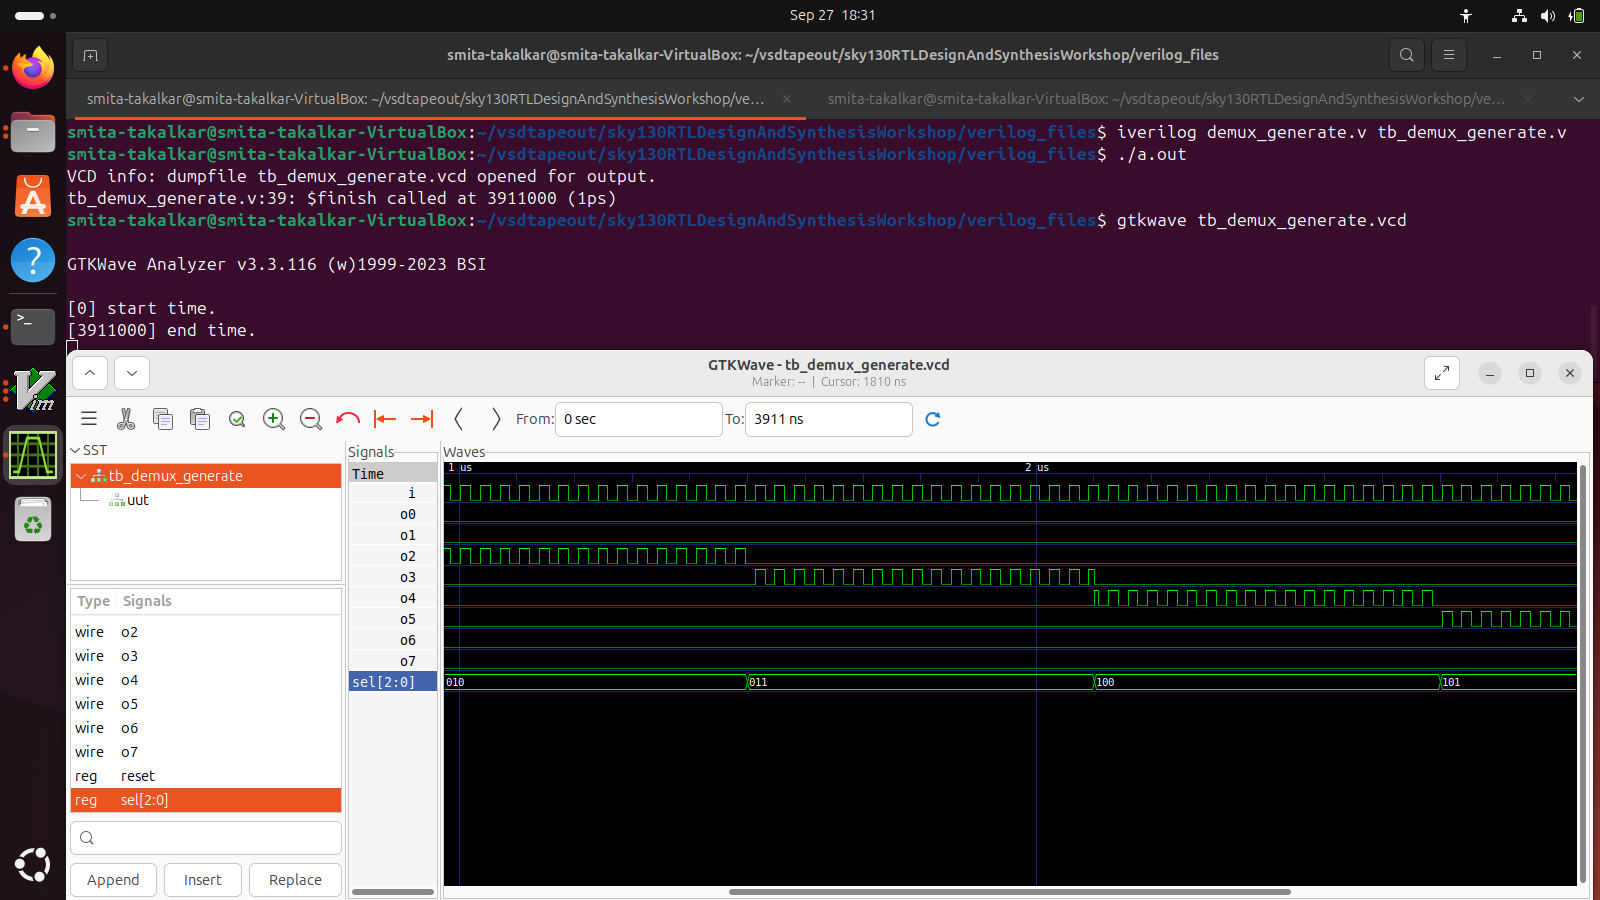 Sep 27 18:31
smita-takalkar@smita-takalkar-VirtualBox: ~/vsdtapeout/sky130RTLDesignAndSynthesisWorkshop/verilog_files
smita-takalkar@smita-takalkar-VirtualBox: ~/vsdtapeout/sky130RTLDesignAndSynthesisWorkshop/ve...
smita-takalkar@smita-takalkar-VirtualBox: ~/vsdtapeout/sky130RTLDesignAndSynthesisWorkshop/ve...
smita-takalkar@smita-takalkar-VirtualBox:~/vsdtapeout/sky130RTLDesignAndSynthesisWorkshop/verilog_files$ iverilog demux_generate.v tb_demux_generate.v
smita-takalkar@smita-takalkar-VirtualBox:~/vsdtapeout/sky130RTLDesignAndSynthesisWorkshop/verilog_files$ ./a.out
VCD info: dumpfile tb_demux_generate.vcd opened for output.
tb_demux_generate.v:39: $finish called at 3911000 (1ps)
smita-takalkar@smita-takalkar-VirtualBox:~/vsdtapeout/sky130RTLDesignAndSynthesisWorkshop/verilog_files$ gtkwave tb_demux_generate.vcd
GTKWave Analyzer v3.3.116 (w)1999-2023 BSI
[0] start time.
[3911000] end time.
GTKWave - tb_demux_generate.vcd
Marker: -- | Cursor: 1810 ns
From: 0 sec To: 3911 ns
SST
tb_demux_generate
uut
Type Signals
wire o2
wire o3
wire o4
wire o5
wire o6
wire o7
reg reset
reg sel[2:0]
Append Insert Replace
Signals
Time
i
o0
o1
o2
o3
o4
o5
o6
o7
sel[2:0]
Waves
1 us 2 us
010 011 100 101